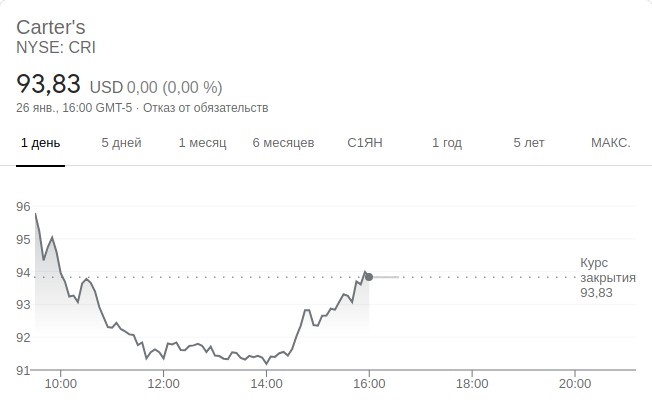 Carter's
NYSE: CRI
93,83 USD 0,00 (0,00 %)
26 янв., 16:00 GMT-5 · Отказ от обязательств
1 день 5 дней 1 месяц 6 месяцев С1ЯН 1 год 5 лет МАКС.
96
95
94
93
92
91
Курс
закрытия
93,83
10:00 12:00 14:00 16:00 18:00 20:00